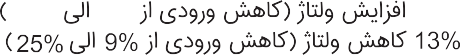 افزایش ولتاژ (کاهش ورودی از       الی       )
13% کاهش ولتاژ (کاهش ورودی از 9% الی 25%)